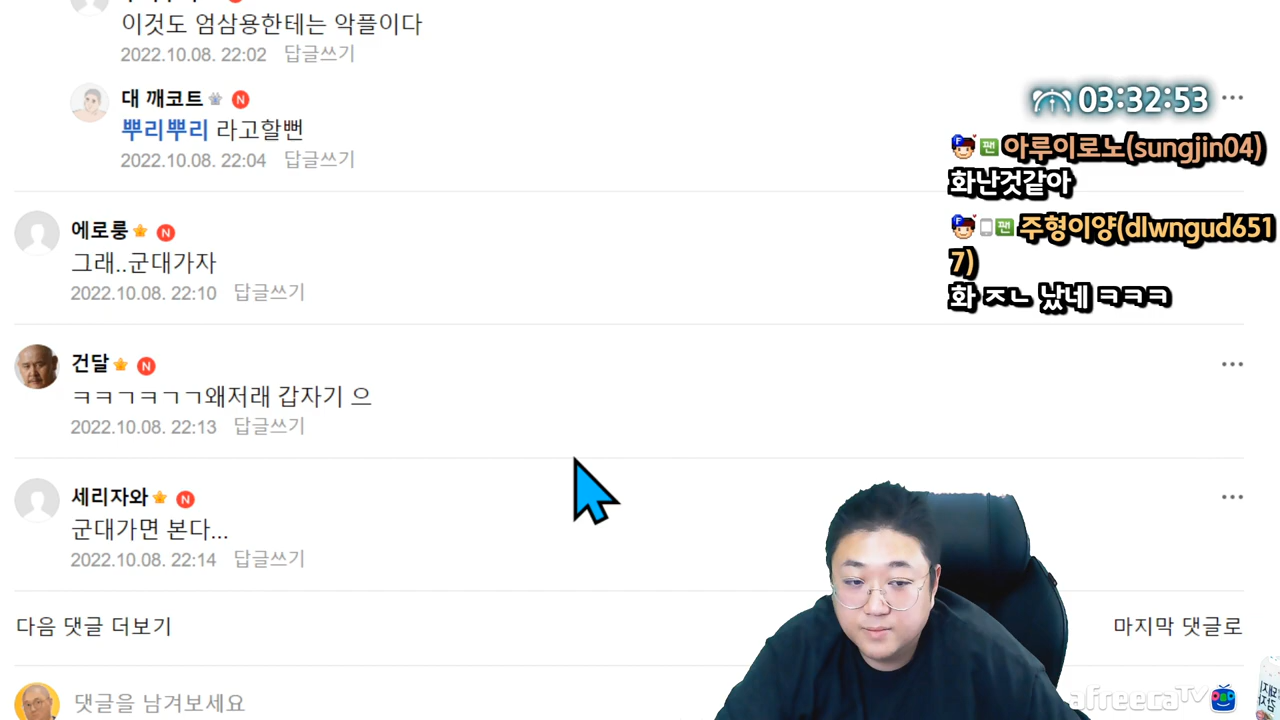 이것도 엄삼용한테는 악플이다
2022.10.08. 22:02 답글쓰기
대 깨코트 N
뿌리뿌리 라고할뻔
2022.10.08. 22:04 답글쓰기
에로룽 N
그래..군대가자
2022.10.08. 22:10 답글쓰기
건달 N
ㅋㅋㄱㅋㄱㄱ왜저래 갑자기 으
2022.10.08. 22:13 답글쓰기
세리자와 N
군대가면 본다...
2022.10.08. 22:14 답글쓰기
다음 댓글 더보기
마지막 댓글로
댓글을 남겨보세요
03:32:53
F 팬 아루이로노(sungjin04)
화난것같아
F 팬 주형이양(dlwngud651
7)
화 ㅈㄴ 났네 ㅋㅋㅋ
afreecaTV